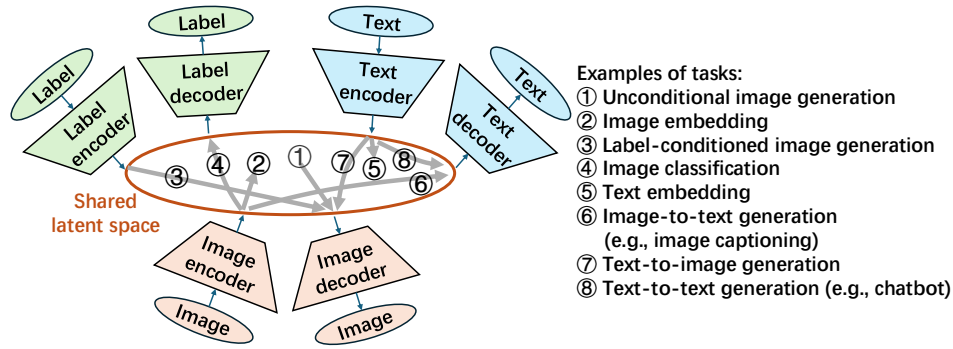 Label
Text
Label
decoder
Text
encoder
Label
Label
encoder
Text
Text
decoder
③
④
②
①
⑦
⑤
⑧
⑥
Shared
latent space
Image
encoder
Image
decoder
Image
Image
Examples of tasks:
① Unconditional image generation
② Image embedding
③ Label-conditioned image generation
④ Image classification
⑤ Text embedding
⑥ Image-to-text generation
(e.g., image captioning)
⑦ Text-to-image generation
⑧ Text-to-text generation (e.g., chatbot)